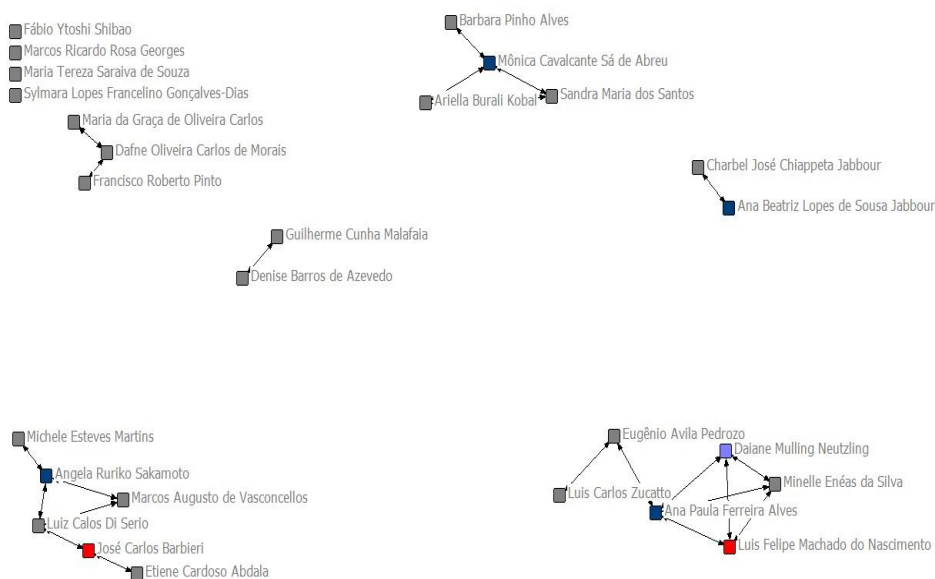 Fábio Ytoshi Shibao
Marcos Ricardo Rosa Georges
Maria Tereza Saraiva de Souza
Sylmara Lopes Francelino Gonçalves-Dias
Maria da Graça de Oliveira Carlos
Dafne Oliveira Carlos de Morais
Francisco Roberto Pinto
Barbara Pinho Alves
Mônica Cavalcante Sá de Abreu
Ariella Burali Kobal
Sandra Maria dos Santos
Charbel José Chiappeta Jabbour
Ana Beatriz Lopes de Sousa Jabbour
Guilherme Cunha Malafaia
Denise Barros de Azevedo
Michele Esteves Martins
Angela Ruriko Sakamoto
Marcos Augusto de Vasconcellos
Luiz Calos Di Serio
José Carlos Barbieri
Etiene Cardoso Abdala
Eugênio Avila Pedrozo
Daiane Mulling Neutzling
Minelle Enéas da Silva
Luis Carlos Zucatto
Ana Paula Ferreira Alves
Luis Felipe Machado do Nascimento